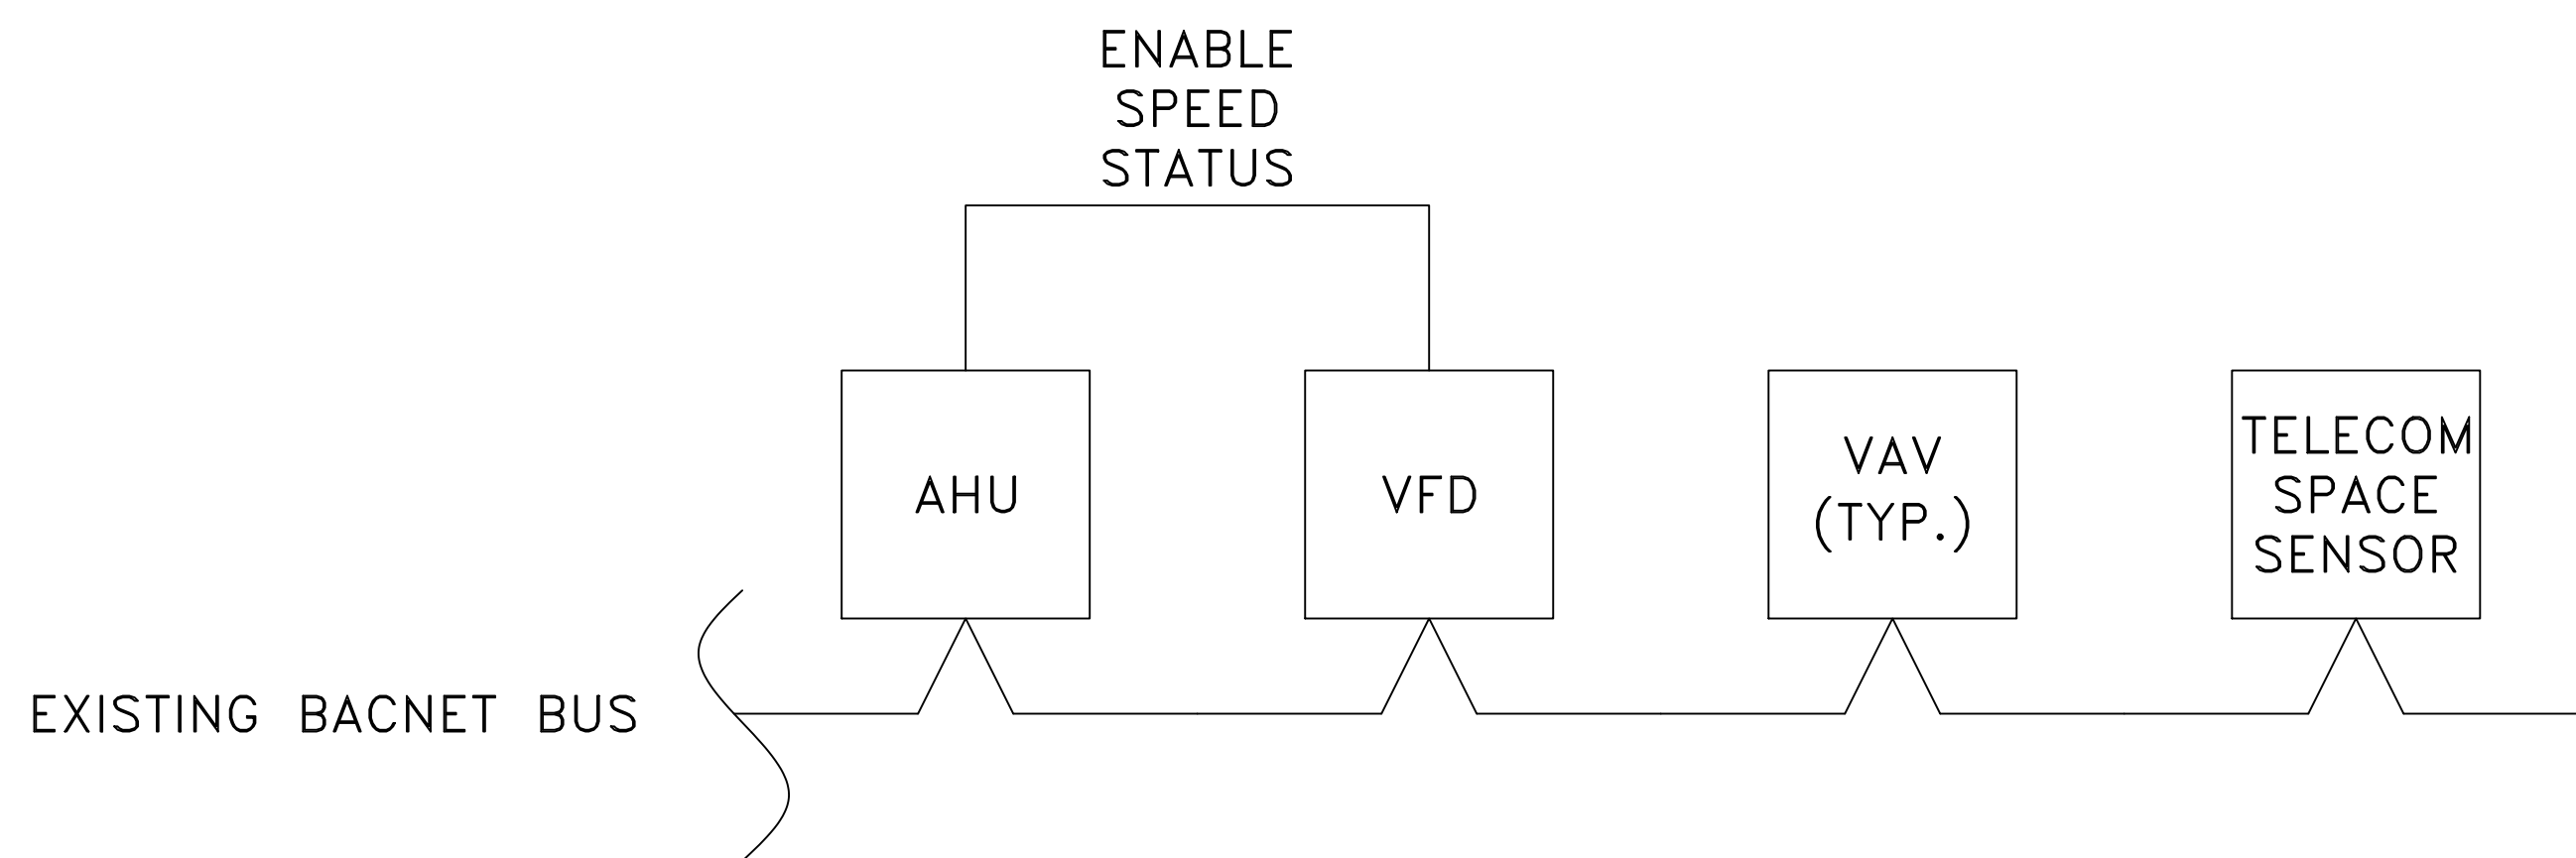 ENABLE
SPEED
STATUS
AHU
VFD
VAV
(TYP.)
TELECOM
SPACE
SENSOR
EXISTING BACNET BUS